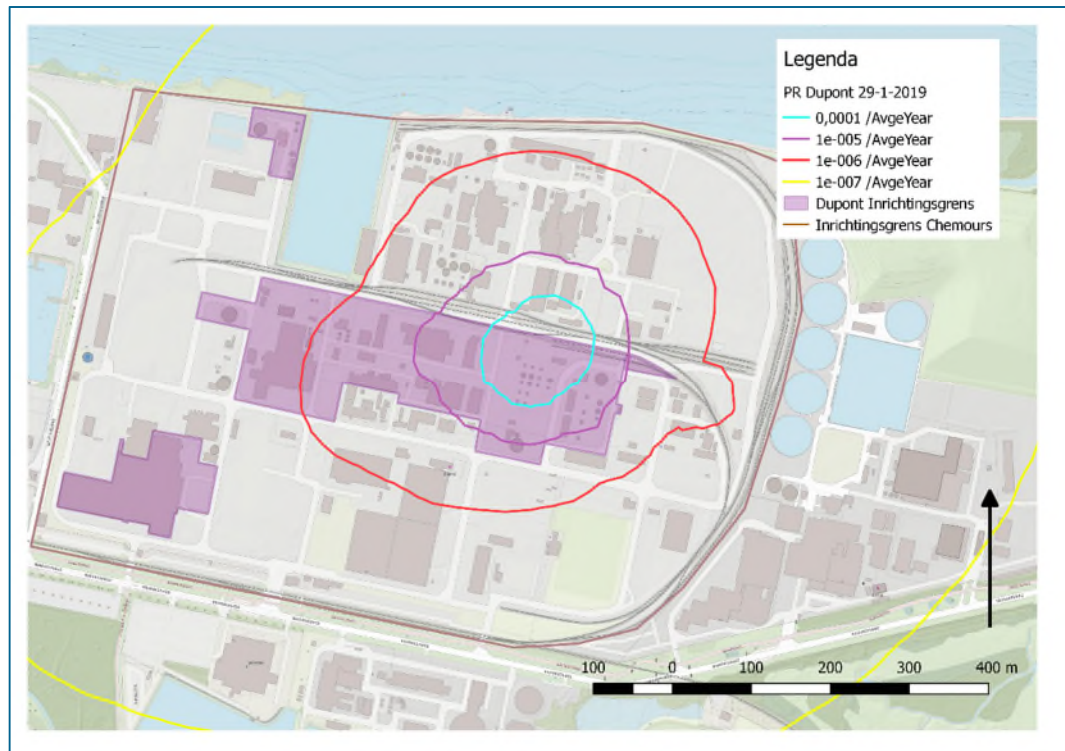 Legenda
PR Dupont 29-1-2019
0,0001 /AvgeYear
1e-005 /AvgeYear
1e-006 /AvgeYear
1e-007 /AvgeYear
Dupont Inrichtingsgrens
Inrichtingsgrens Chemours
100 0 100 200 300 400 m